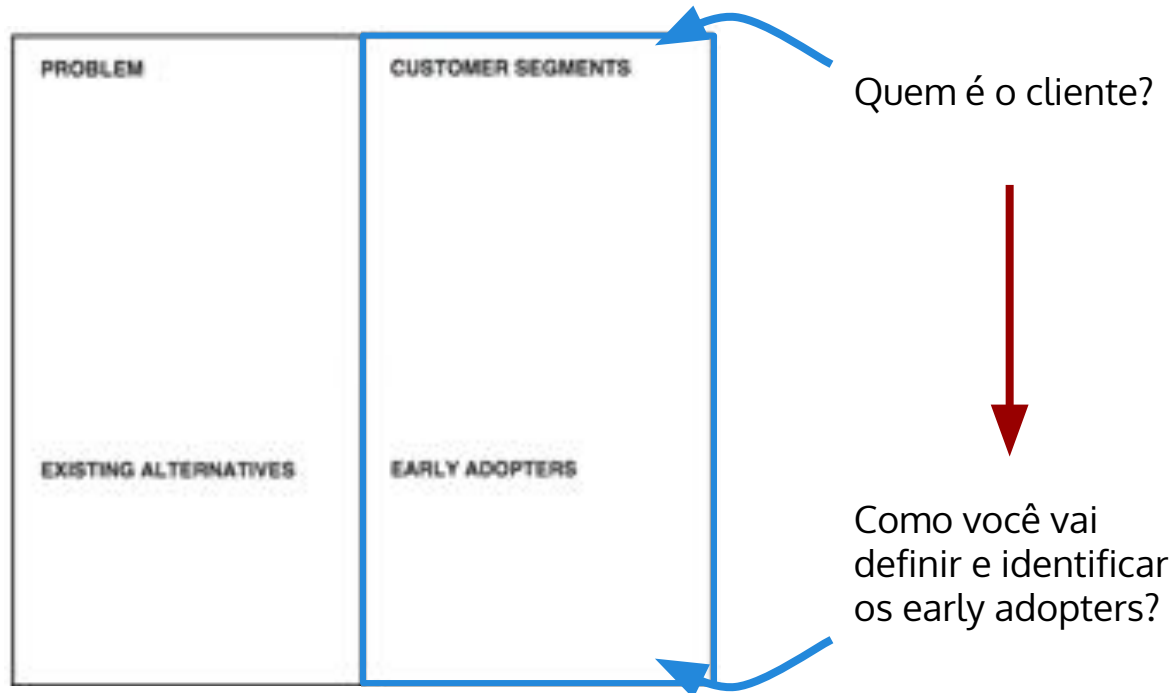 PROBLEM
CUSTOMER SEGMENTS
Quem é o cliente?
EXISTING ALTERNATIVES
EARLY ADOPTERS
Como você vai
definir e identificar
os early adopters?